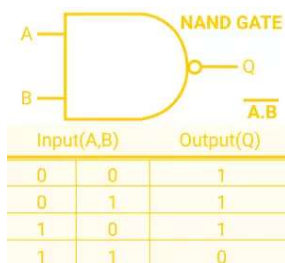 NAND GATE
A
Q
B
A.B
Input(A,B) Output(Q)
0 0 1
0 1 1
1 0 1
1 1 0